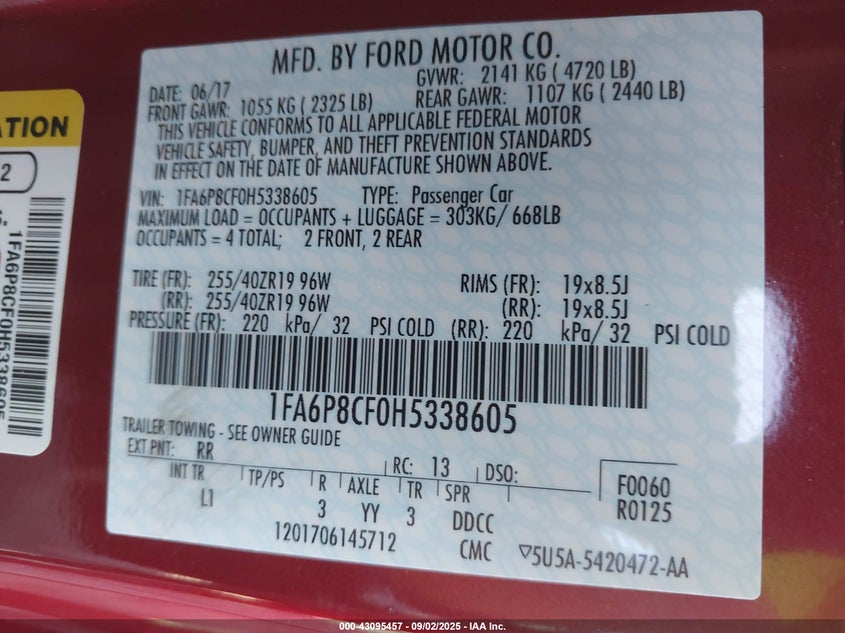 MFD. BY FORD MOTOR CO.
DATE: 06/17 GVWR: 2141 KG ( 4720 LB)
FRONT GAWR: 1055 KG ( 2325 LB) REAR GAWR: 1107 KG ( 2440 LB)
THIS VEHICLE CONFORMS TO ALL APPLICABLE FEDERAL MOTOR
VEHICLE SAFETY, BUMPER, AND THEFT PREVENTION STANDARDS
IN EFFECT ON THE DATE OF MANUFACTURE SHOWN ABOVE.
VIN: 1FA6P8CF0H5338605 TYPE: Passenger Car
MAXIMUM LOAD = OCCUPANTS + LUGGAGE = 303KG/ 668LB
OCCUPANTS = 4 TOTAL; 2 FRONT, 2 REAR
TIRE (FR): 255/40ZR19 96W RIMS (FR): 19x8.5J
(RR): 255/40ZR19 96W (RR): 19x8.5J
PRESSURE (FR): 220 kPa/ 32 PSI COLD (RR): 220 kPa/ 32 PSI COLD
1FA6P8CF0H5338605
TRAILER TOWING - SEE OWNER GUIDE
EXT PNT: RR RC: 13 DSO:
INT TR TP/PS R AXLE TR SPR
L1 3 YY 3 DDCC
F0060
R0125
1201706145712 CMC ▽5U5A-5420472-AA
ATION
2
S.
1FA6P8CF0H5338605
000-43095457 - 09/02/2025 - IAA Inc.